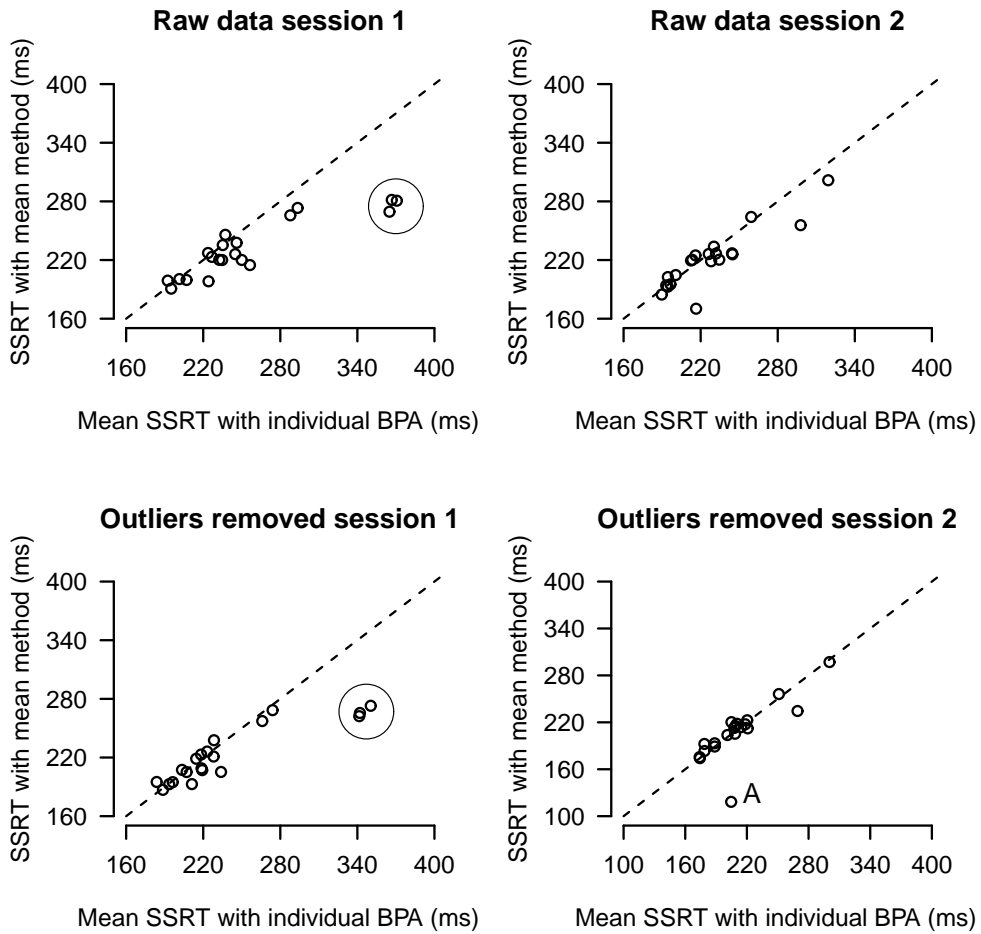 Raw data session 1
SSRT with mean method (ms)
400
340
280
220
160
160 220 280 340 400
Mean SSRT with individual BPA (ms)
Raw data session 2
SSRT with mean method (ms)
400
340
280
220
160
160 220 280 340 400
Mean SSRT with individual BPA (ms)
Outliers removed session 1
SSRT with mean method (ms)
400
340
280
220
160
160 220 280 340 400
Mean SSRT with individual BPA (ms)
Outliers removed session 2
SSRT with mean method (ms)
400
340
280
220
160
100
A
100 160 220 280 340 400
Mean SSRT with individual BPA (ms)